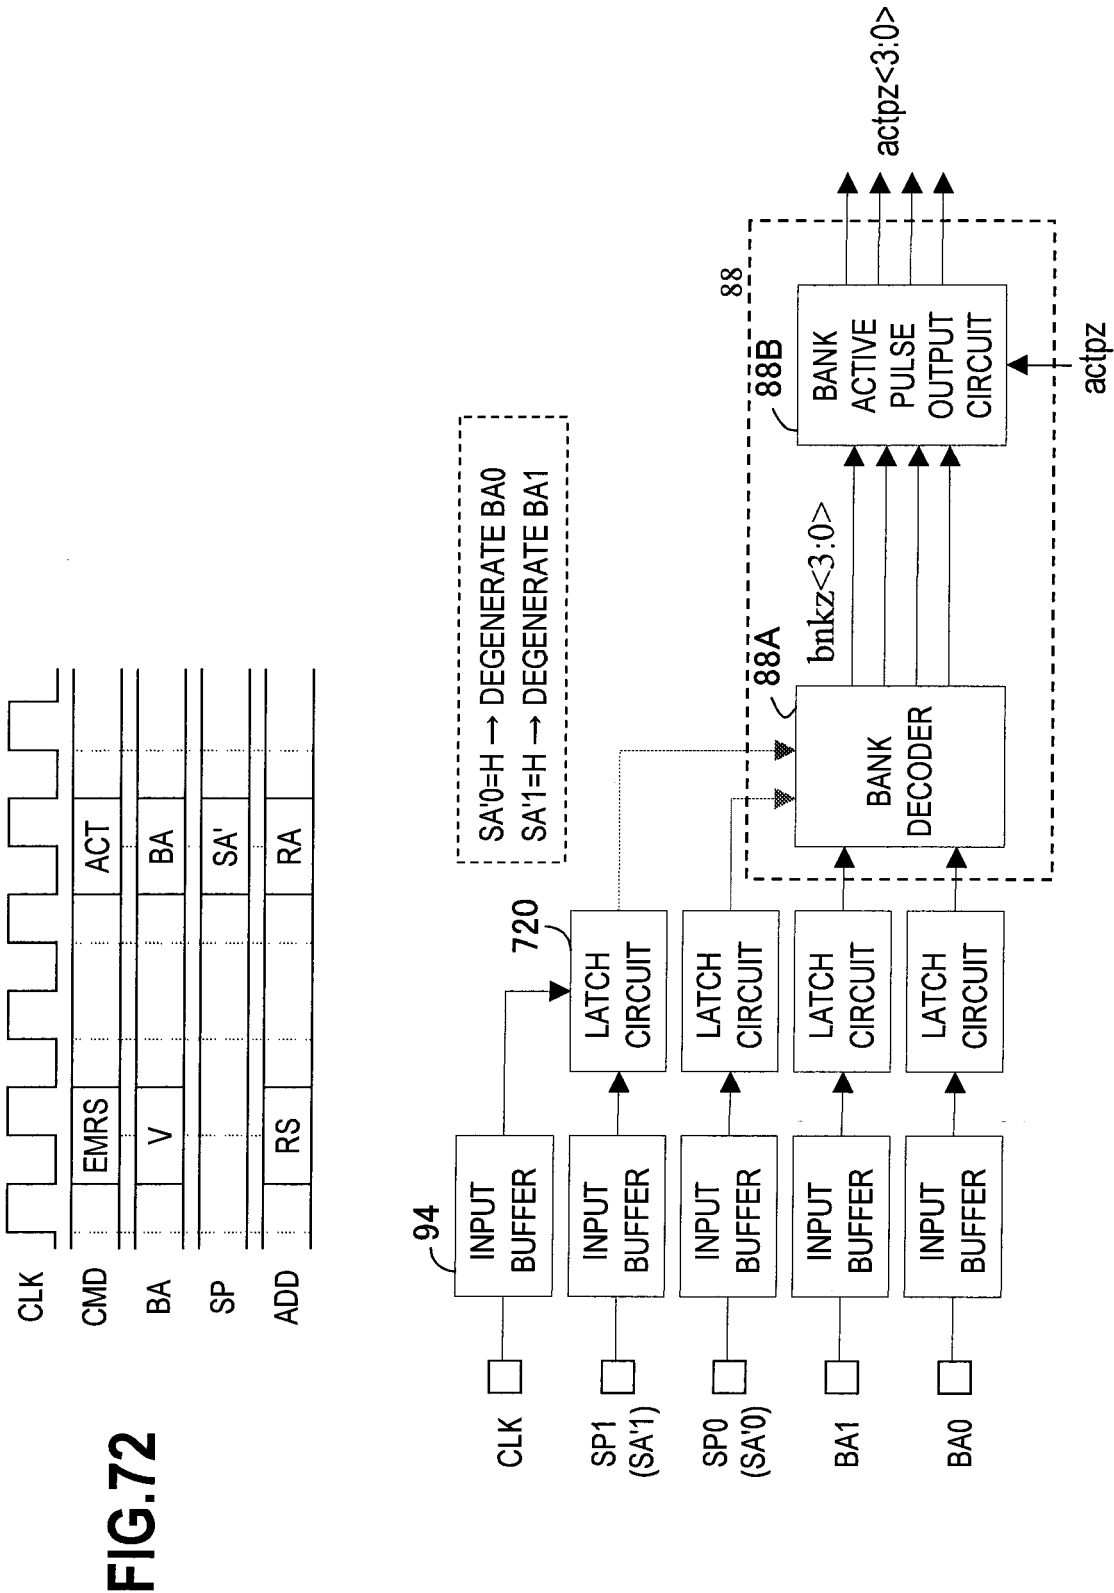 FIG.72
CLK
CMD
EMRS
ACT
BA
V
BA
SP
SA'
ADD
RS
RA
SA'0=H → DEGENERATE BA0
SA'1=H → DEGENERATE BA1
CLK
94
INPUT
BUFFER
SP1
(SA'1)
INPUT
BUFFER
720
LATCH
CIRCUIT
SP0
(SA'0)
INPUT
BUFFER
LATCH
CIRCUIT
BA1
INPUT
BUFFER
LATCH
CIRCUIT
BA0
INPUT
BUFFER
LATCH
CIRCUIT
88
88A
BANK
DECODER
bnkz<3:0>
88B
BANK
ACTIVE
PULSE
OUTPUT
CIRCUIT
actpz<3:0>
actpz